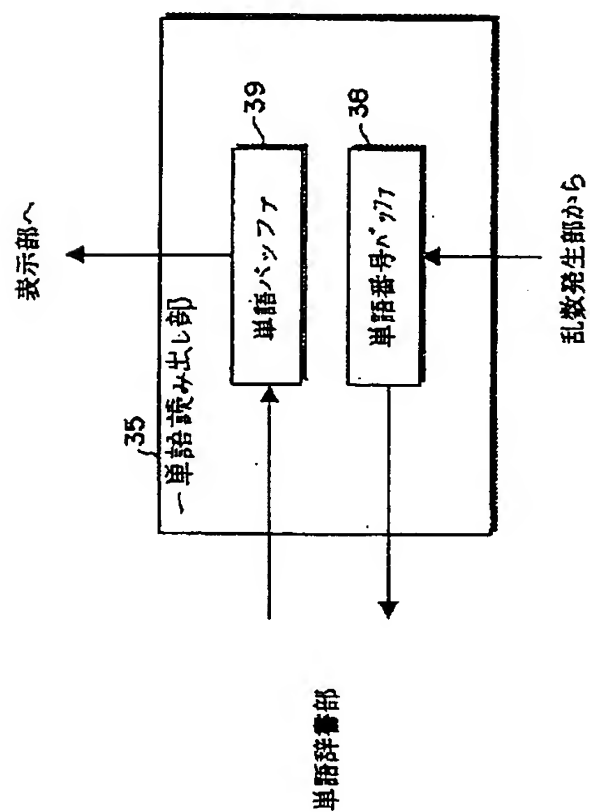 表示部へ
35
単語読み出し部
39
単語バッファ
38
単語番号バッファ
乱数発生部から
単語辞書部